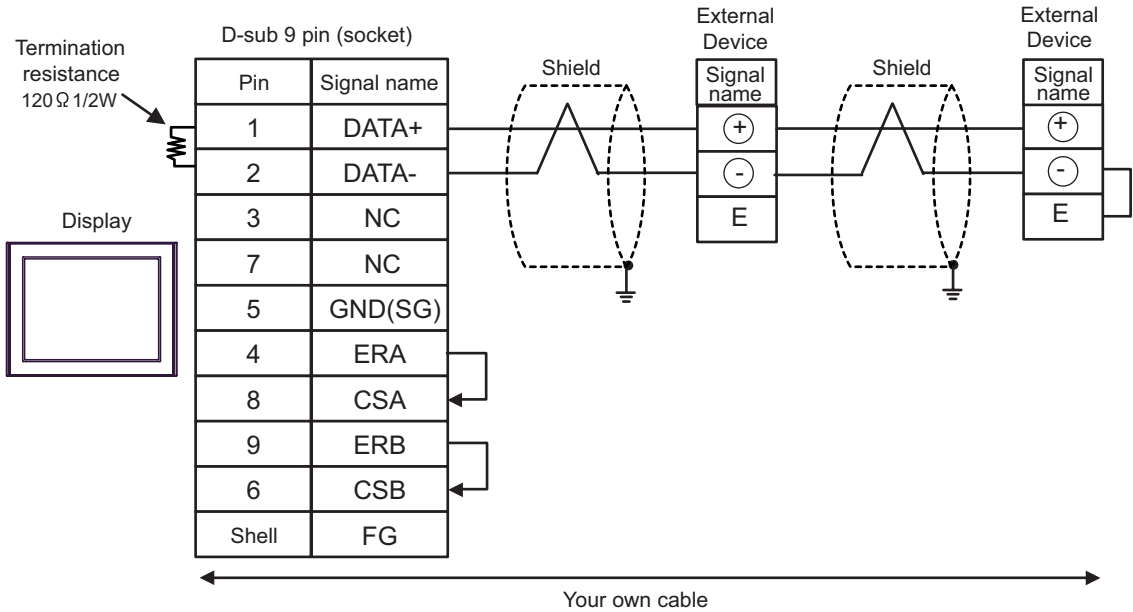 D-sub 9 pin (socket)
Termination
resistance
120Ω1/2W
Display
Pin Signal name
1 DATA+
2 DATA-
3 NC
7 NC
5 GND(SG)
4 ERA
8 CSA
9 ERB
6 CSB
Shell FG
Shield
External
Device
Signal
name
+
-
E
Shield
External
Device
Signal
name
+
-
E
Your own cable